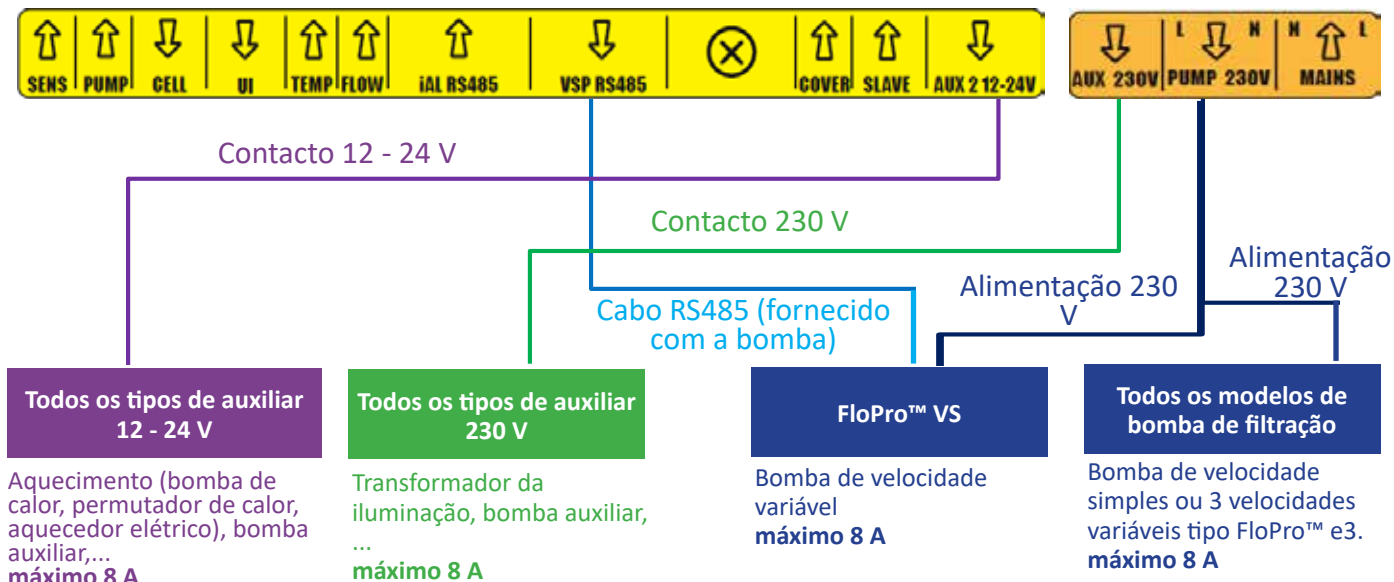 SENS PUMP CELL UI TEMP FLOW iAL RS485 VSP RS485 COVER SLAVE AUX 2 12-24V
L N N L
AUX 230V PUMP 230V MAINS
Contacto 12 - 24 V
Contacto 230 V
Cabo RS485 (fornecido
com a bomba)
Alimentação 230
V
Alimentação
230 V
Todos os tipos de auxiliar
12 - 24 V
Aquecimento (bomba de
calor, permutador de calor,
aquecedor elétrico), bomba
auxiliar,...
máximo 8 A
Todos os tipos de auxiliar
230 V
Transformador da
iluminação, bomba auxiliar,
...
máximo 8 A
FloPro™ VS
Bomba de velocidade
variável
máximo 8 A
Todos os modelos de
bomba de filtração
Bomba de velocidade
simples ou 3 velocidades
variáveis tipo FloPro™ e3.
máximo 8 A